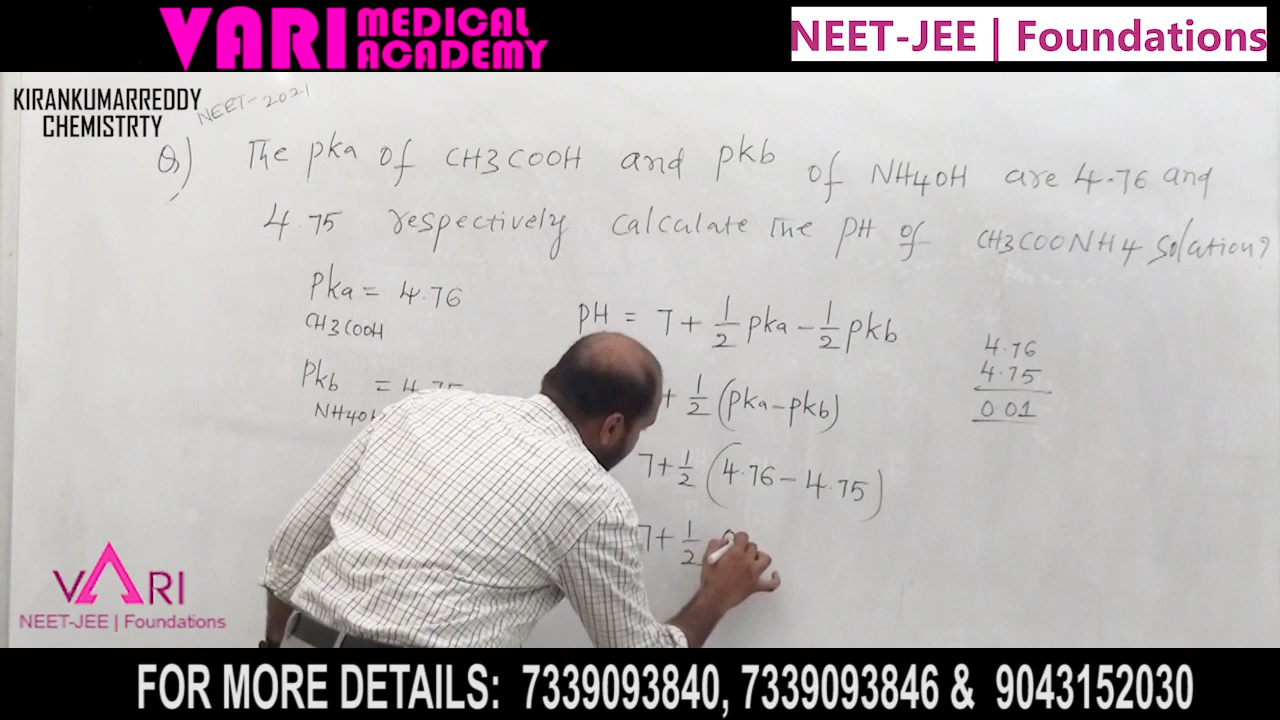 VARI MEDICAL ACADEMY
NEET-JEE | Foundations
KIRANKUMARREDDY
CHEMISTRTY
NEET-2021
Q) The pka of CH3COOH and pkb of NH4OH are 4.76 and
4.75 respectively calculate the PH of CH3COONH4 solution?
Pka = 4.76
CH3COOH
Pkb = 4.75
NH4OH
PH = 7 + 1/2 pka - 1/2 pkb
+ 1/2 (pka - pkb)
7 + 1/2 (4.76 - 4.75)
7 + 1/2
4.76
4.75
0.01
VARI
NEET-JEE | Foundations
FOR MORE DETAILS: 7339093840, 7339093846 & 9043152030